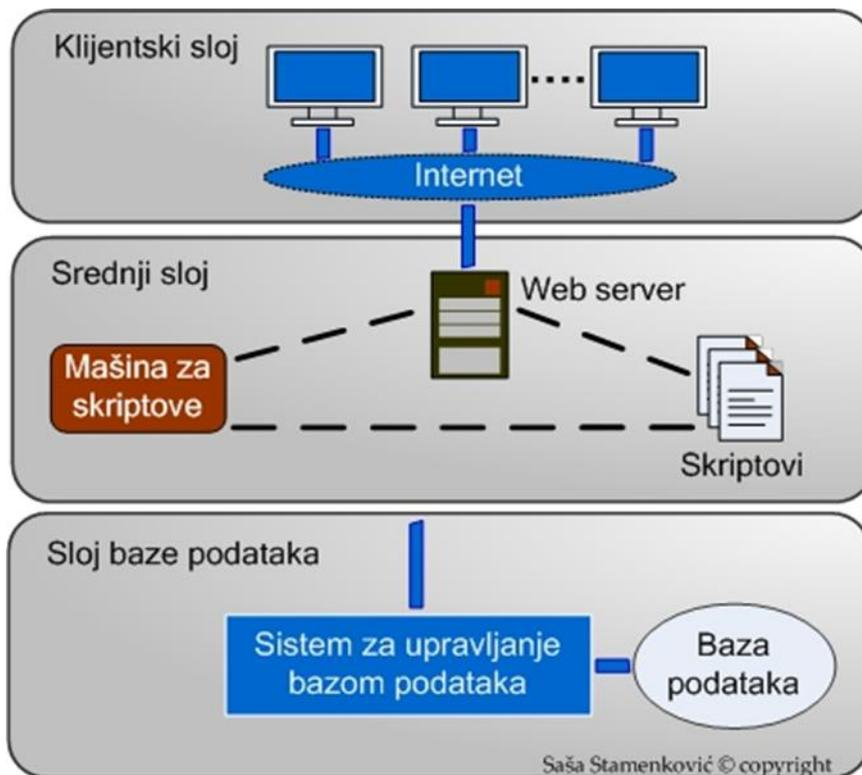 Klijentski sloj
Internet
Srednji sloj
Web server
Mašina za
skriptove
Skriptovi
Sloj baze podataka
Sistem za upravljanje
bazom podataka
Baza
podataka
Saša Stamenković © copyright